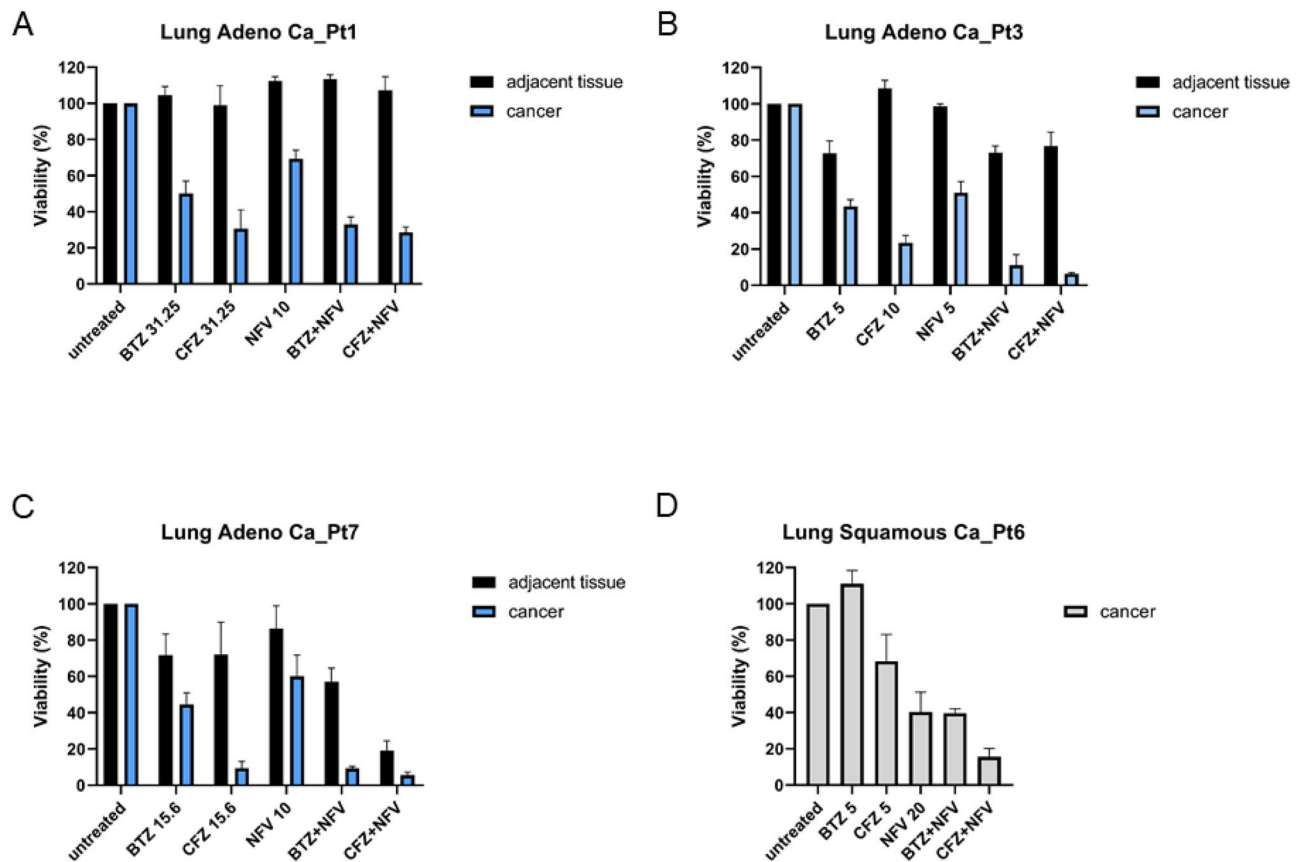 A
Lung Adeno Ca_Pt1
Viability (%)
120
100
80
60
40
20
0
untreated
BTZ 31.25
CFZ 31.25
NFV 10
BTZ+NFV
CFZ+NFV
adjacent tissue
cancer
B
Lung Adeno Ca_Pt3
Viability (%)
120
100
80
60
40
20
0
untreated
BTZ 5
CFZ 10
NFV 5
BTZ+NFV
CFZ+NFV
adjacent tissue
cancer
C
Lung Adeno Ca_Pt7
Viability (%)
120
100
80
60
40
20
0
untreated
BTZ 15.6
CFZ 15.6
NFV 10
BTZ+NFV
CFZ+NFV
adjacent tissue
cancer
D
Lung Squamous Ca_Pt6
Viability (%)
120
100
80
60
40
20
0
untreated
BTZ 5
CFZ 5
NFV 20
BTZ+NFV
CFZ+NFV
cancer